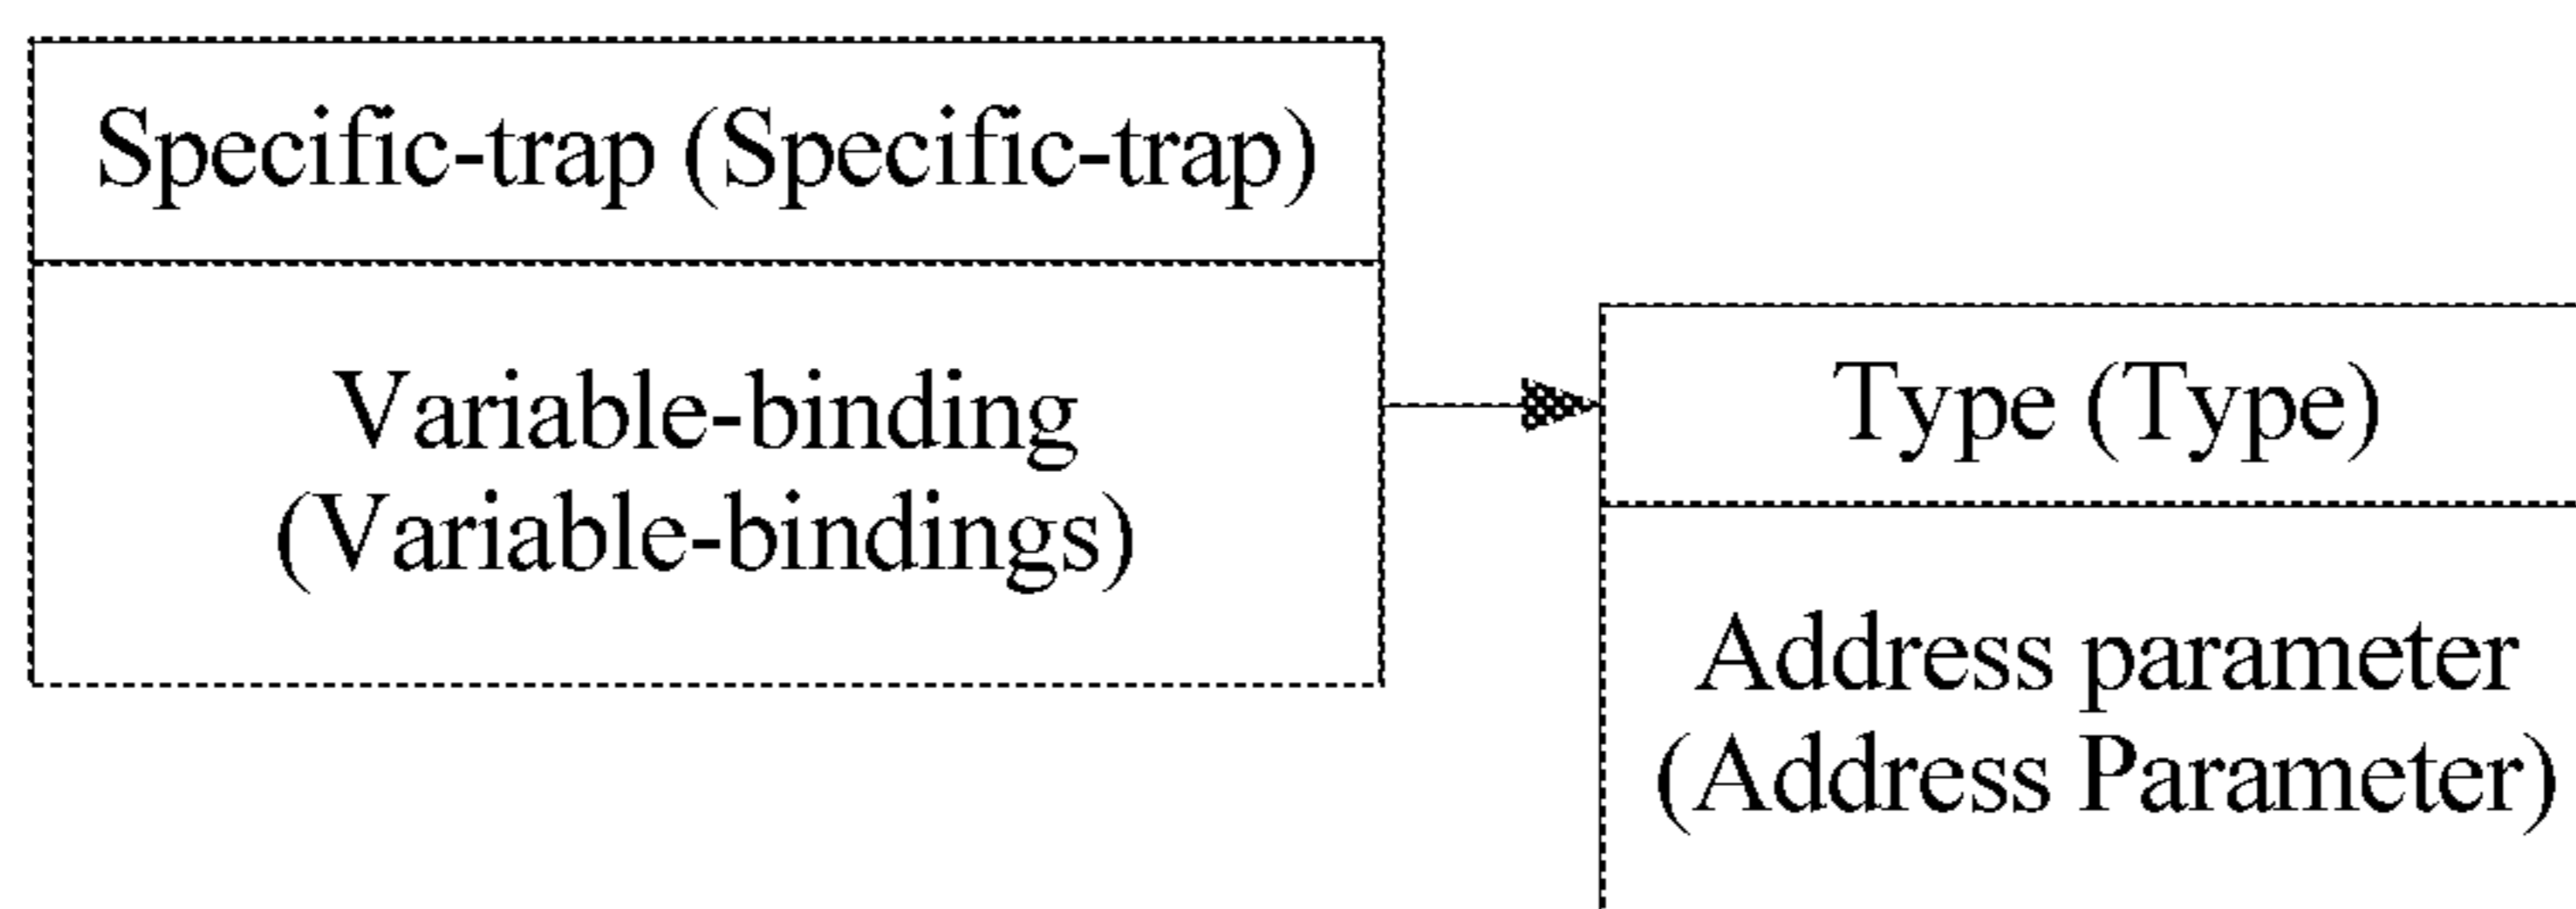 Specific-trap (Specific-trap)
Variable-binding
(Variable-bindings)
Type (Type)
Address parameter
(Address Parameter)